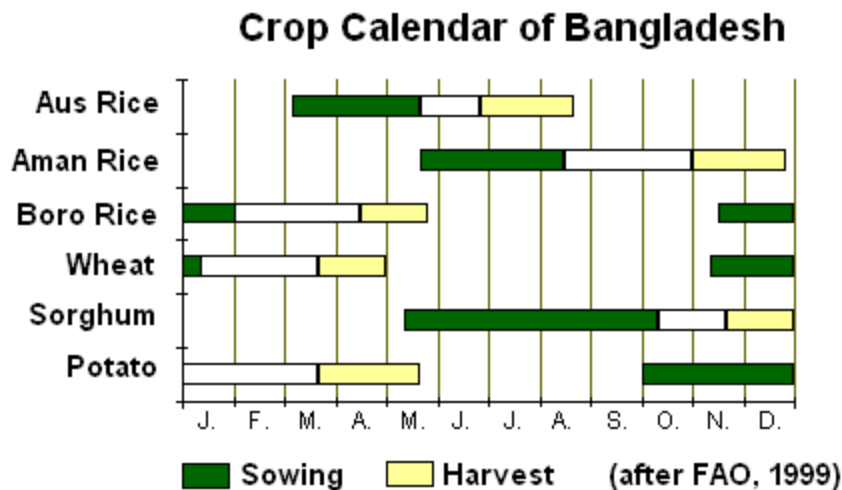 Crop Calendar of Bangladesh
Aus Rice
Aman Rice
Boro Rice
Wheat
Sorghum
Potato
J. F. M. A. M. J. J. A. S. O. N. D.
Sowing Harvest (after FAO, 1999)